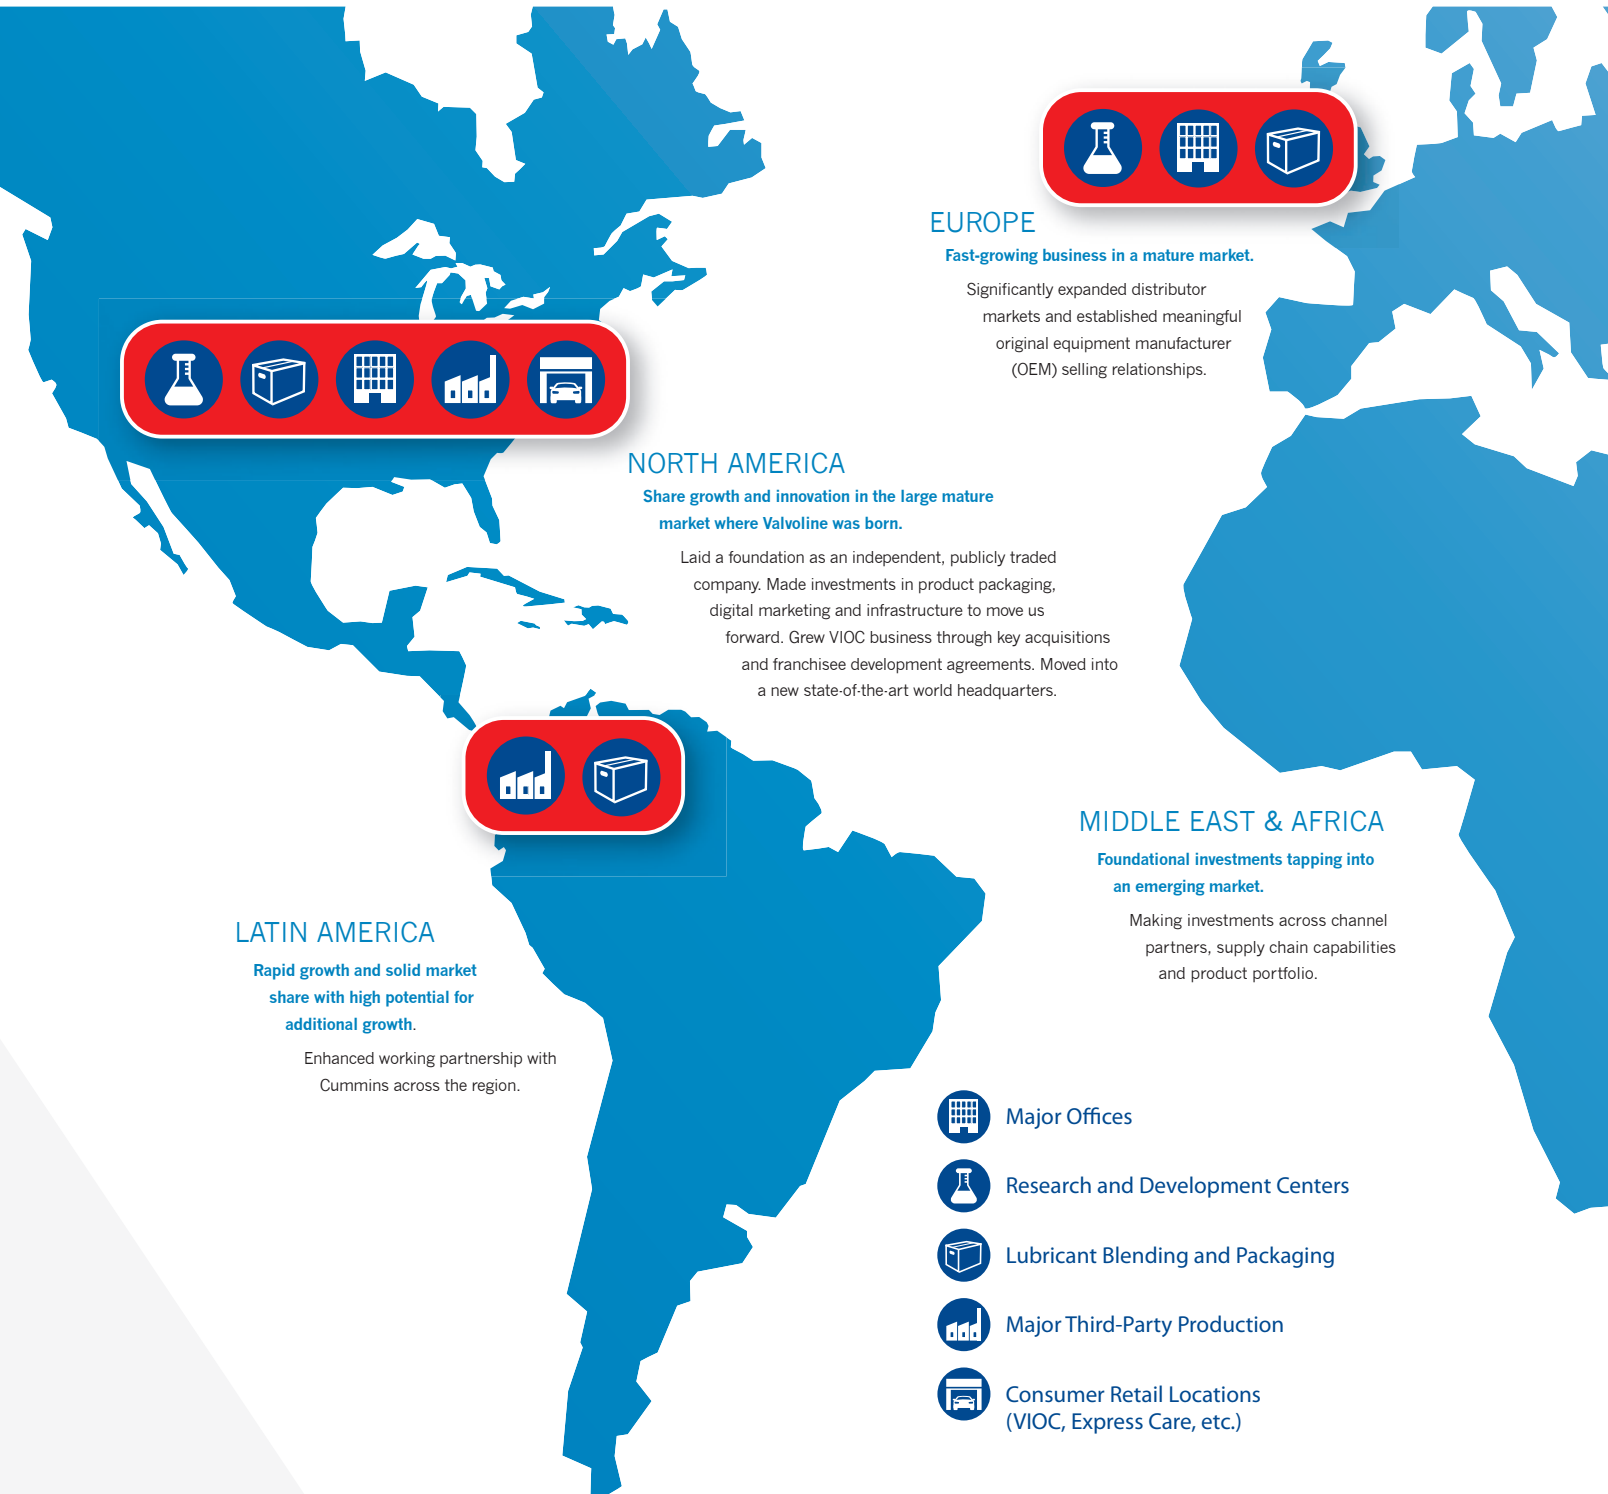 EUROPE
Fast-growing business in a mature market.
Significantly expanded distributor
markets and established meaningful
original equipment manufacturer
(OEM) selling relationships.
NORTH AMERICA
Share growth and innovation in the large mature
market where Valvoline was born.
Laid a foundation as an independent, publicly traded
company. Made investments in product packaging,
digital marketing and infrastructure to move us
forward. Grew VIOC business through key acquisitions
and franchisee development agreements. Moved into
a new state-of-the-art world headquarters.
MIDDLE EAST & AFRICA
Foundational investments tapping into
an emerging market.
Making investments across channel
partners, supply chain capabilities
and product portfolio.
LATIN AMERICA
Rapid growth and solid market
share with high potential for
additional growth.
Enhanced working partnership with
Cummins across the region.
Major Offices
Research and Development Centers
Lubricant Blending and Packaging
Major Third-Party Production
Consumer Retail Locations
(VIOC, Express Care, etc.)